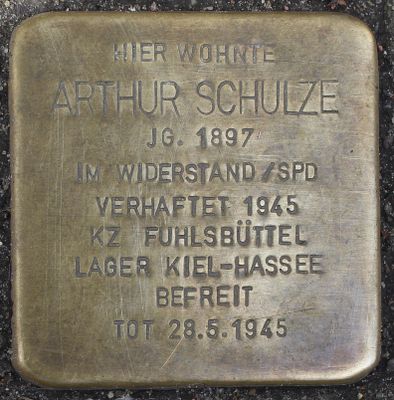 HIER WOHNTE
ARTHUR SCHULZE
JG. 1897
IM WIDERSTAND/SPD
VERHAFTET 1945
KZ FUHLSBÜTTEL
LAGER KIEL-HASSEE
BEFREIT
TOT 28.5.1945